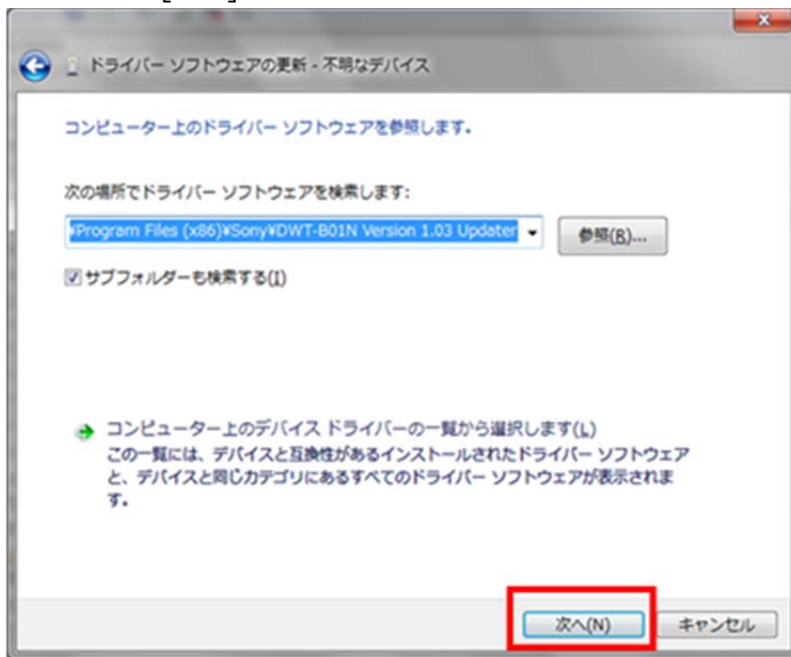 ドライバー ソフトウェアの更新 - 不明なデバイス
コンピューター上のドライバー ソフトウェアを参照します。
次の場所でドライバー ソフトウェアを検索します:
¥Program Files (x86)¥Sony¥DWT-B01N Version 1.03 Updater
参照(R)...
サブフォルダーも検索する(I)
コンピューター上のデバイス ドライバーの一覧から選択します(L)
この一覧には、デバイスと互換性があるインストールされたドライバー ソフトウェア
と、デバイスと同じカテゴリにあるすべてのドライバー ソフトウェアが表示されま
す。
次へ(N)
キャンセル